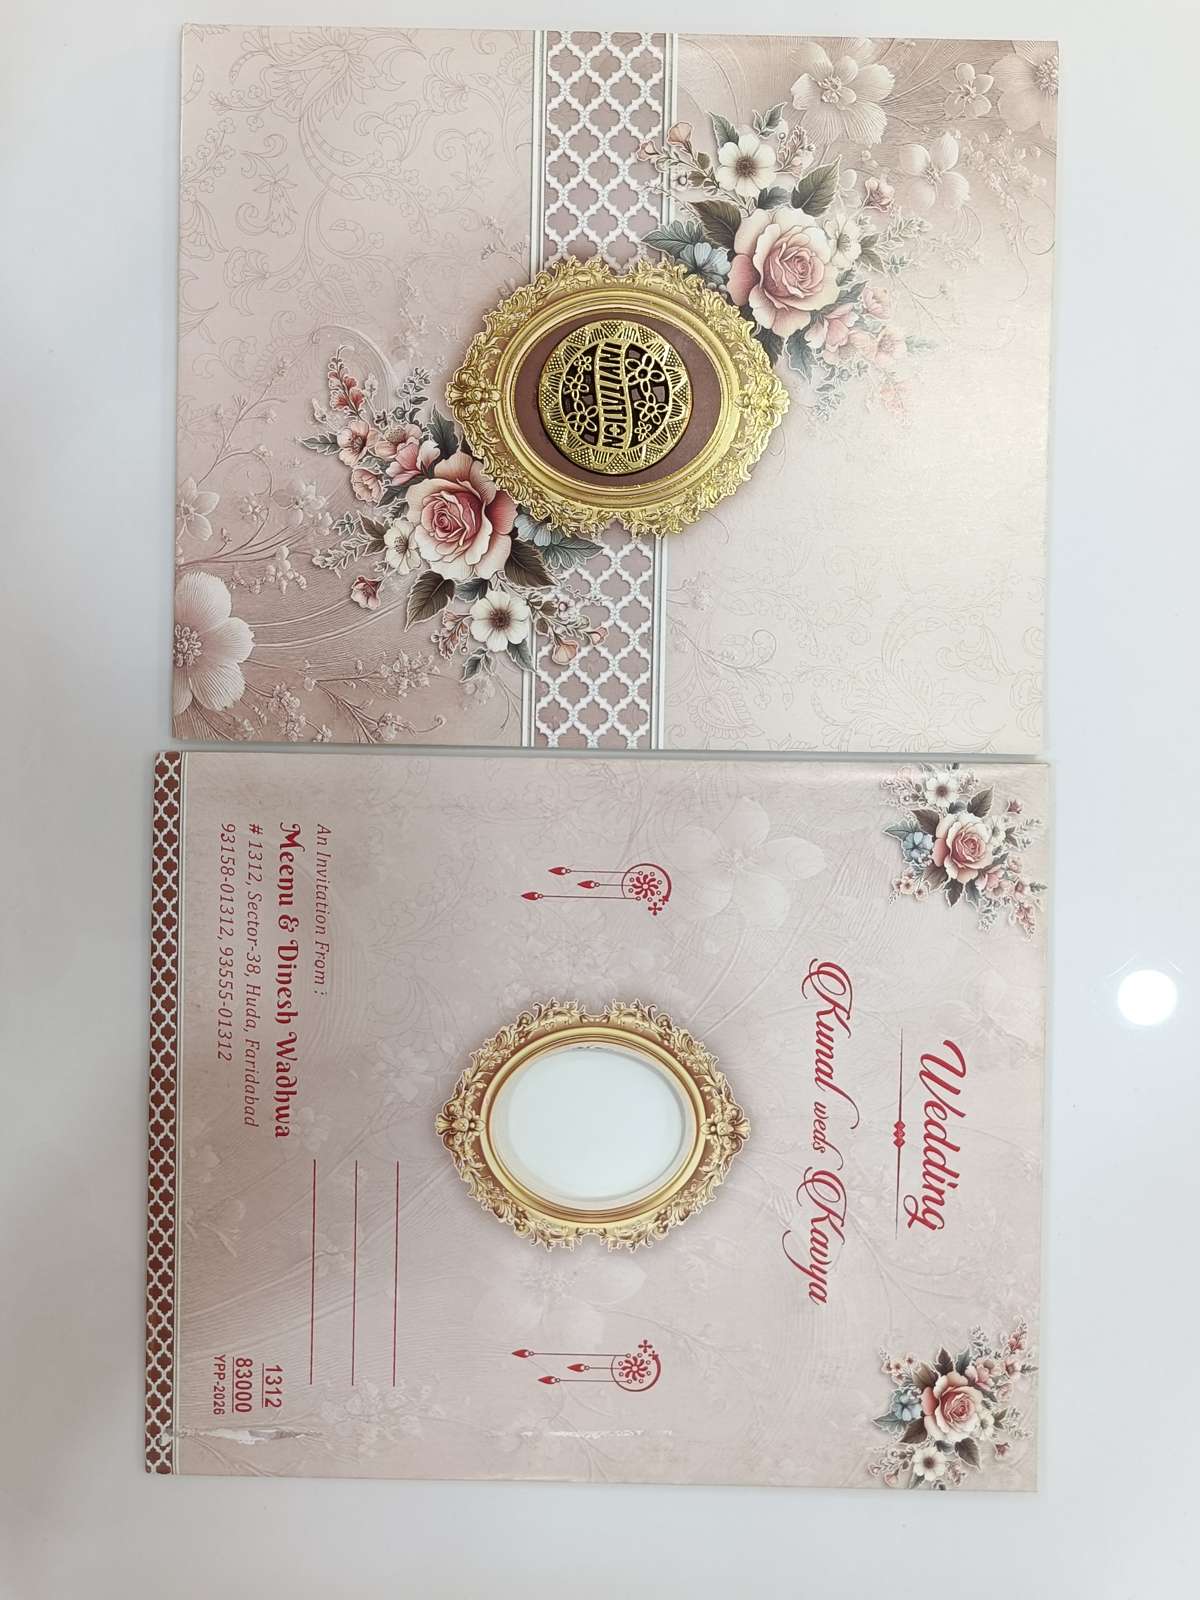 INVITATION
Wedding
Kunal weds Kavya
An Invitation From :
Meenu & Dinesh Wadhwa
# 1312, Sector-38, Huda, Faridabad
93158-01312, 93555-01312
1312
83000
YPP-2026